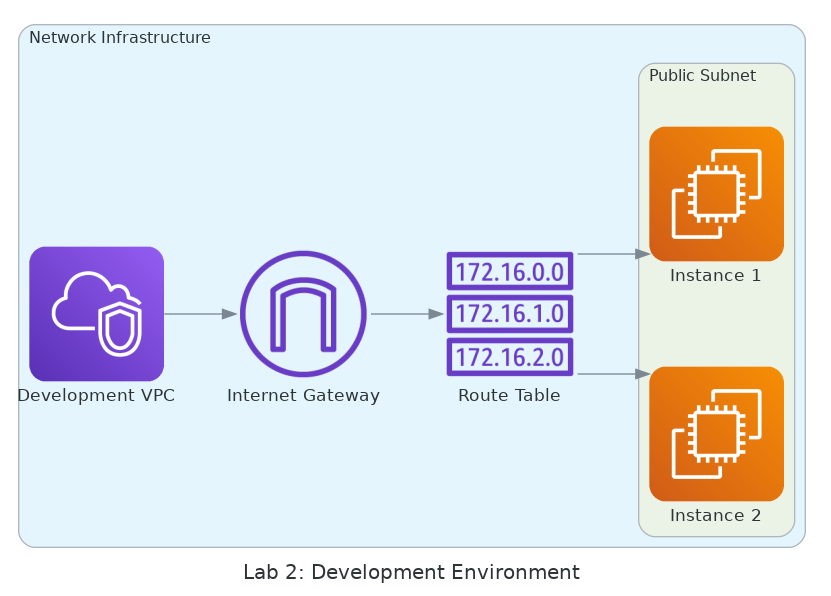 Network Infrastructure
Public Subnet
Instance 1
172.16.0.0
172.16.1.0
172.16.2.0
Development VPC
Internet Gateway
Route Table
Instance 2
Lab 2: Development Environment